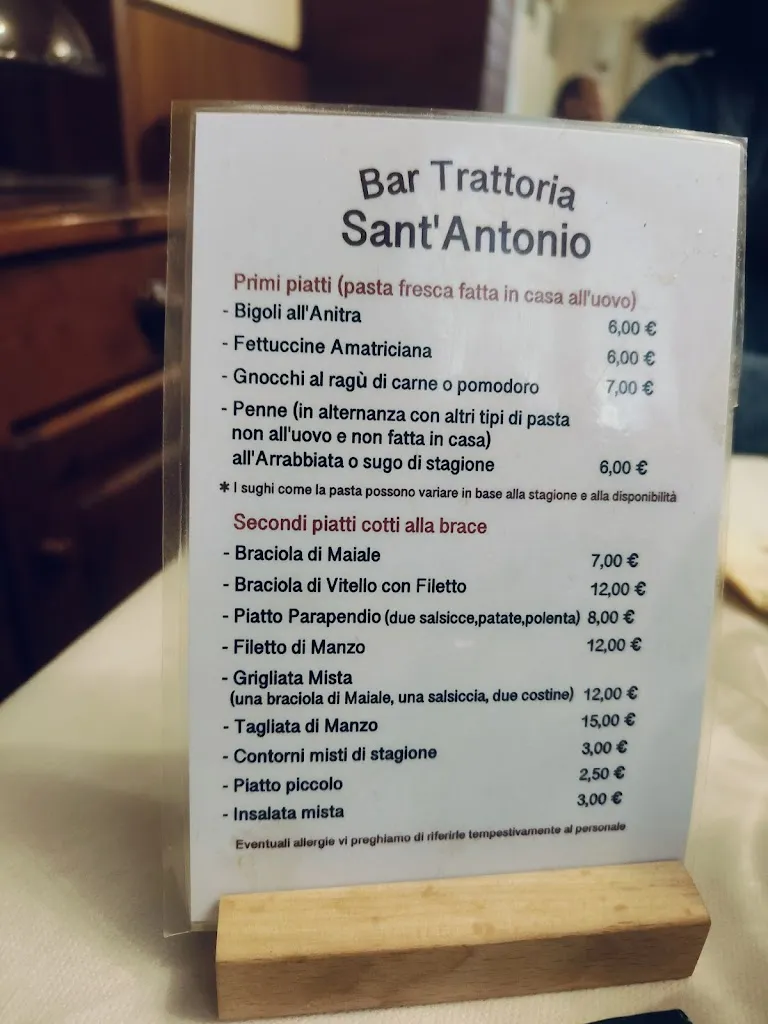 Bar Trattoria
Sant'Antonio
Primi piatti (pasta fresca fatta in casa all'uovo)
- Bigoli all'Anitra 6,00 €
- Fettuccine Amatriciana 6,00 €
- Gnocchi al ragù di carne o pomodoro 7,00 €
- Penne (in alternanza con altri tipi di pasta
non all'uovo e non fatta in casa)
all'Arrabbiata o sugo di stagione 6,00 €
* I sughi come la pasta possono variare in base alla stagione e alla disponibilità
Secondi piatti cotti alla brace
- Braciola di Maiale 7,00 €
- Braciola di Vitello con Filetto 12,00 €
- Piatto Parapendio (due salsicce,patate,polenta) 8,00 €
- Filetto di Manzo 12,00 €
- Grigliata Mista
(una braciola di Maiale, una salsiccia, due costine) 12,00 €
- Tagliata di Manzo 15,00 €
- Contorni misti di stagione 3,00 €
- Piatto piccolo 2,50 €
- Insalata mista 3,00 €
Eventuali allergie vi preghiamo di riferirle tempestivamente al personale